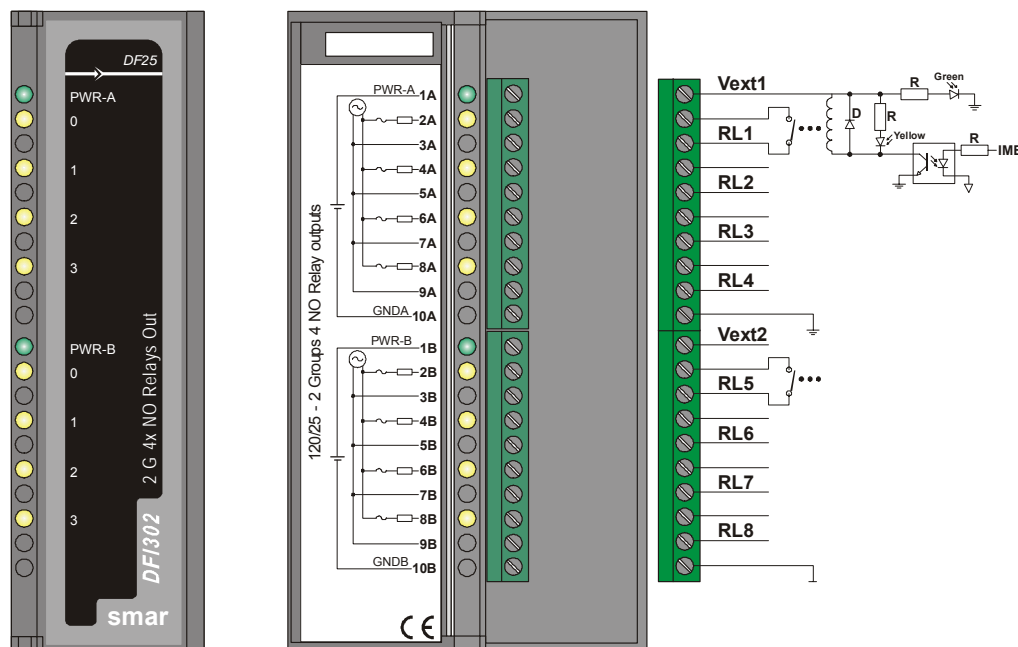 DF25
PWR-A
0
1
2
3
PWR-B
0
1
2
3
2 G 4x NO Relays Out
DFI302
smar
120/25 - 2 Groups 4 NO Relay outputs
PWR-A 1A
2A
3A
4A
5A
6A
7A
8A
9A
GNDA 10A
PWR-B 1B
2B
3B
4B
5B
6B
7B
8B
9B
GNDB 10B
CE
Vext1
RL1
RL2
RL3
RL4
Vext2
RL5
RL6
RL7
RL8
D
R
Yellow
R
Green
R
IMB